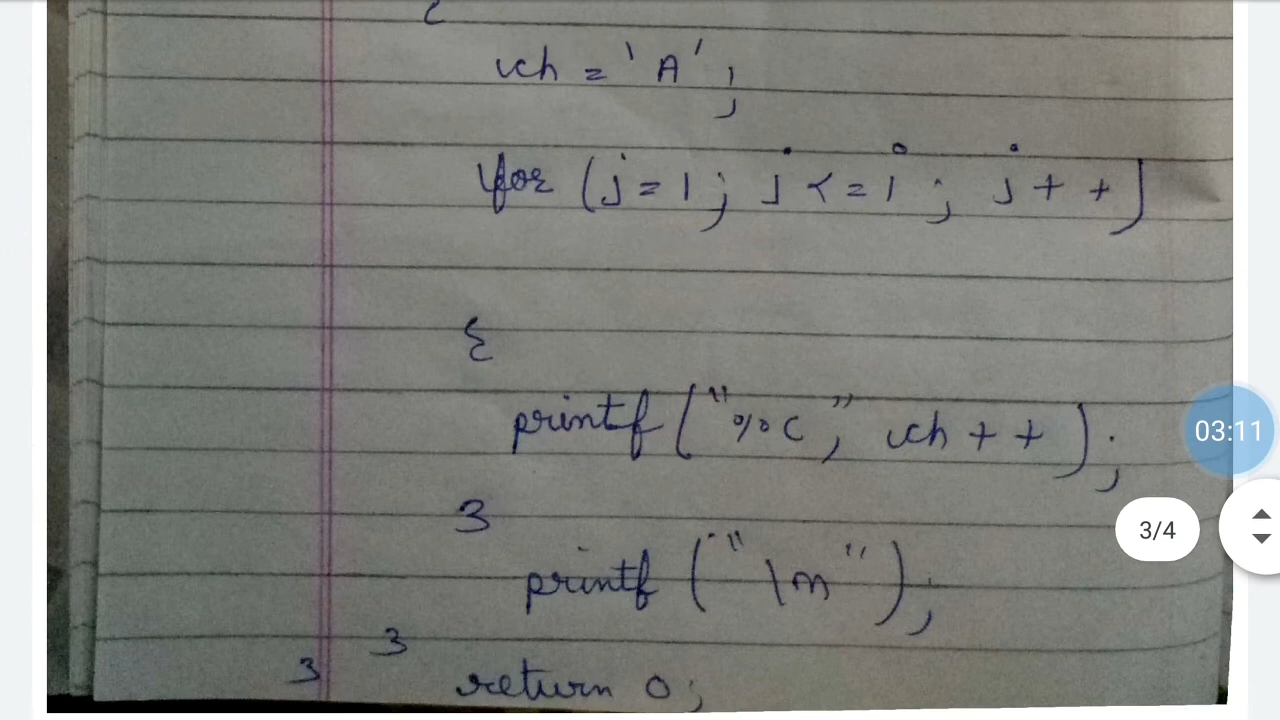 {
ch = 'A';
for (j=1; j<=i; j++)
{
printf("%c", ch++);
}
printf("\n");
}
}
return 0;
03:11
3/4